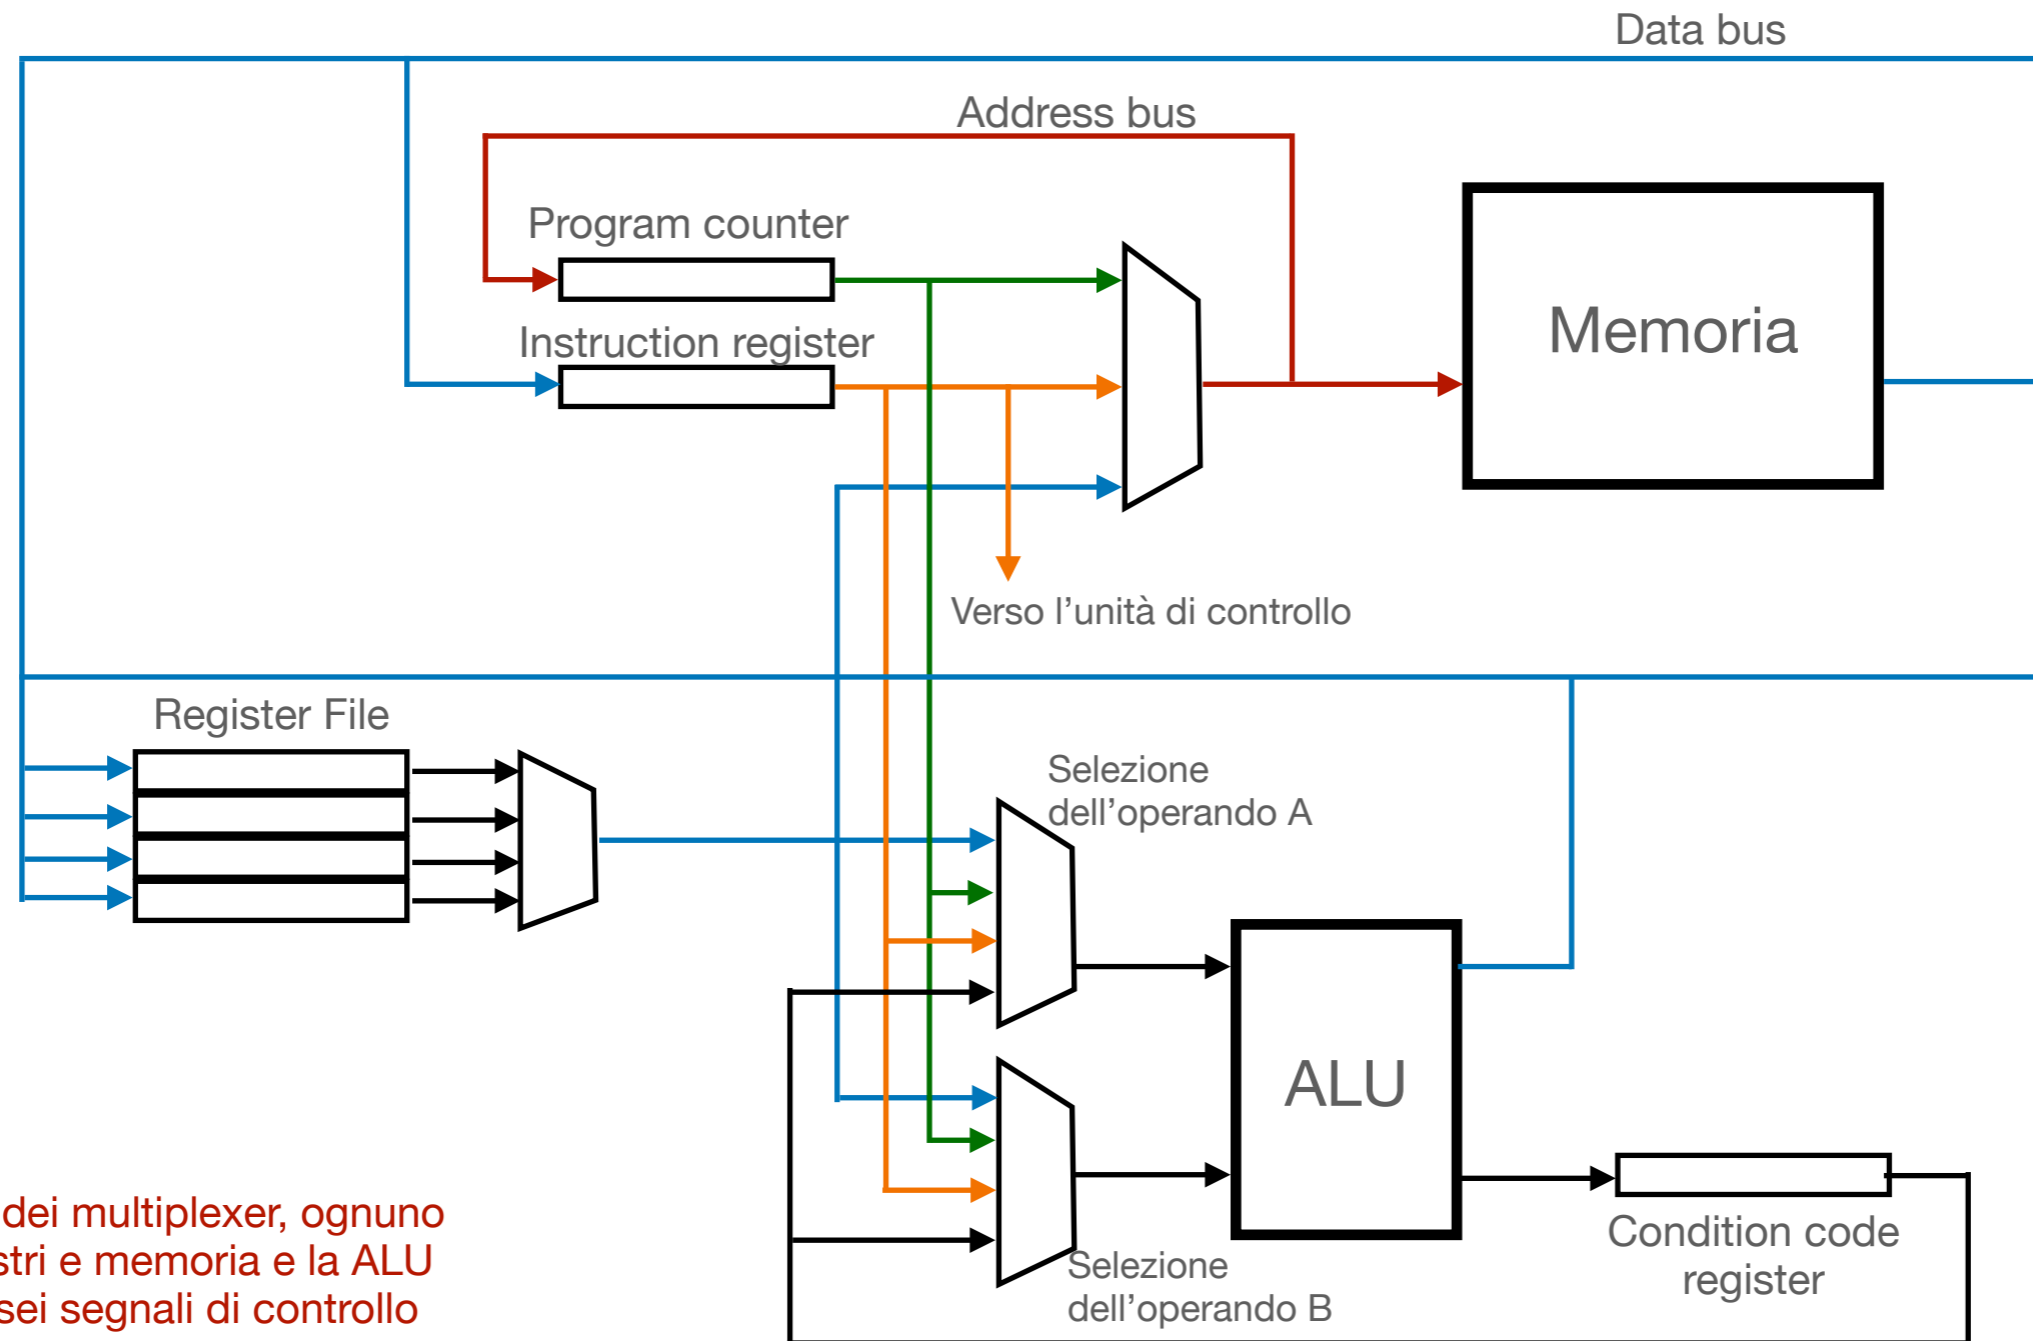 Data bus
Address bus
Program counter
Memoria
Instruction register
Verso l'unità di controllo
Register File
Selezione
dell'operando A
ALU
dei multiplexer, ognuno
stri e memoria e la ALU
sei segnali di controllo
Condition code
register
Selezione
dell'operando B